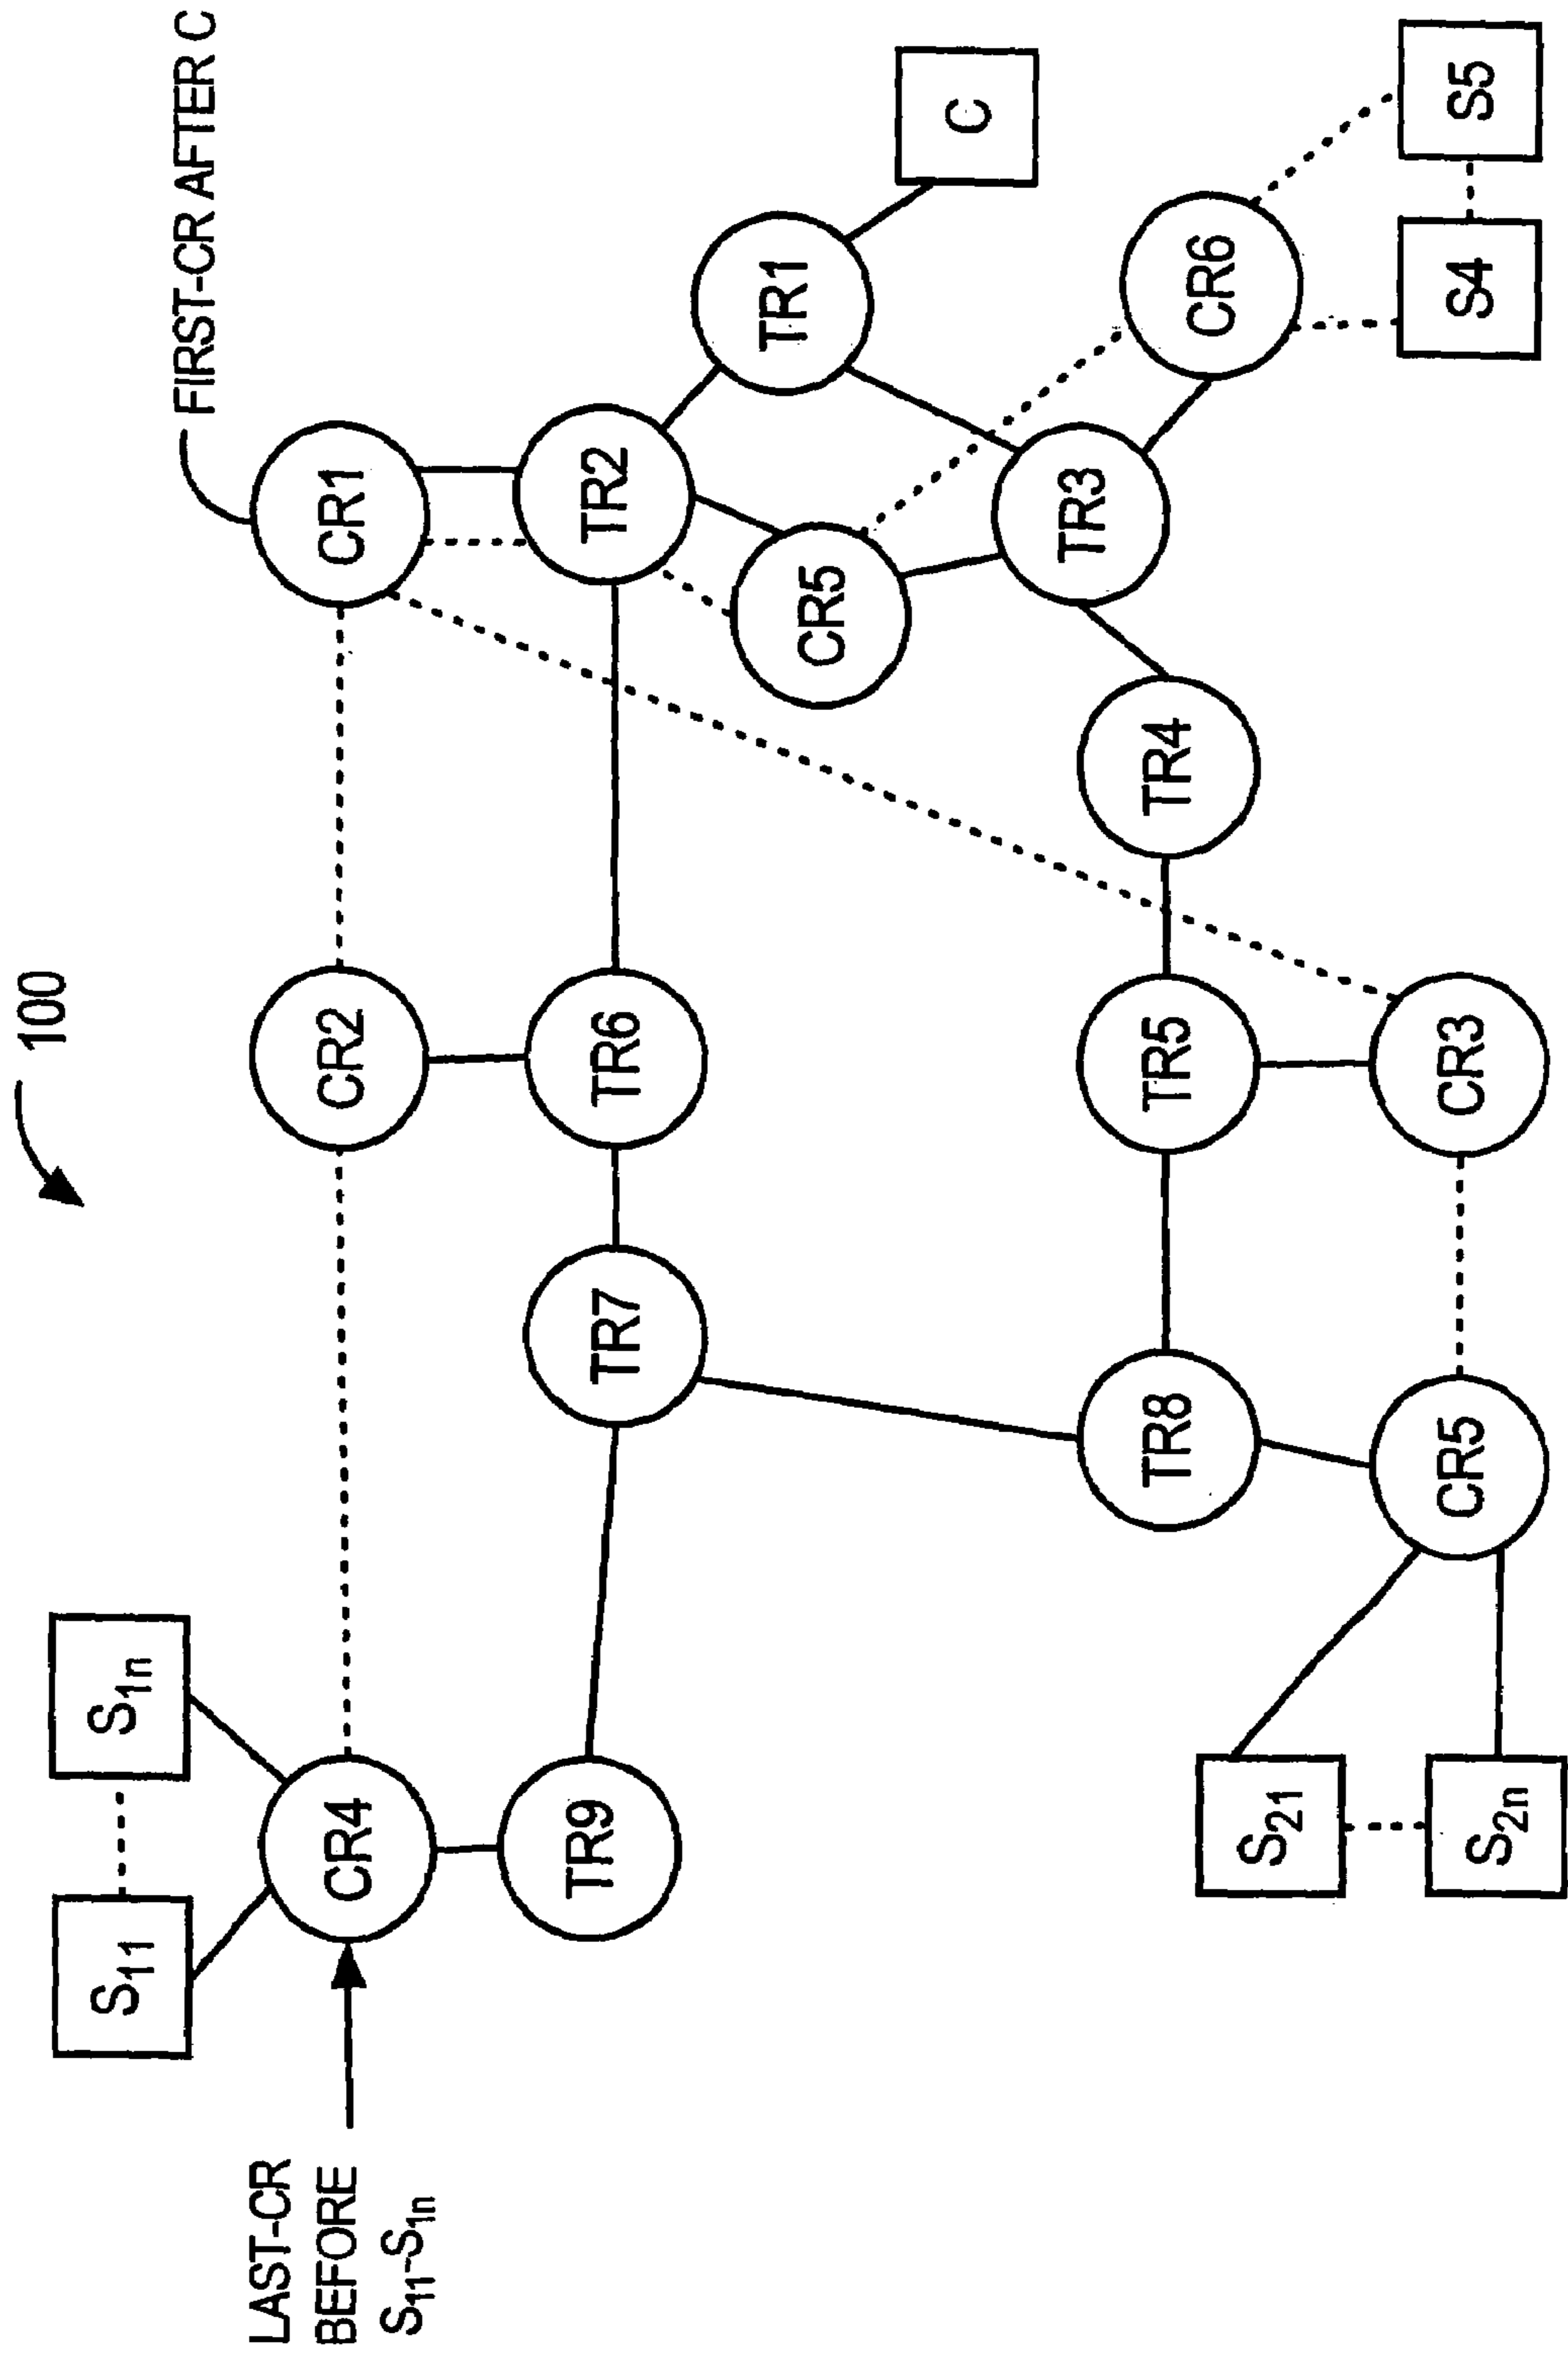 100
S11
S1n
FIRST-CR AFTER C
LAST-CR
BEFORE
S11-S1n
CR4
CR2
CR1
TR9
TR7
TR6
TR2
TR1
CR5
C
TR8
TR5
TR4
TR3
CR6
S21
S2n
CR5
CR3
S4
S5